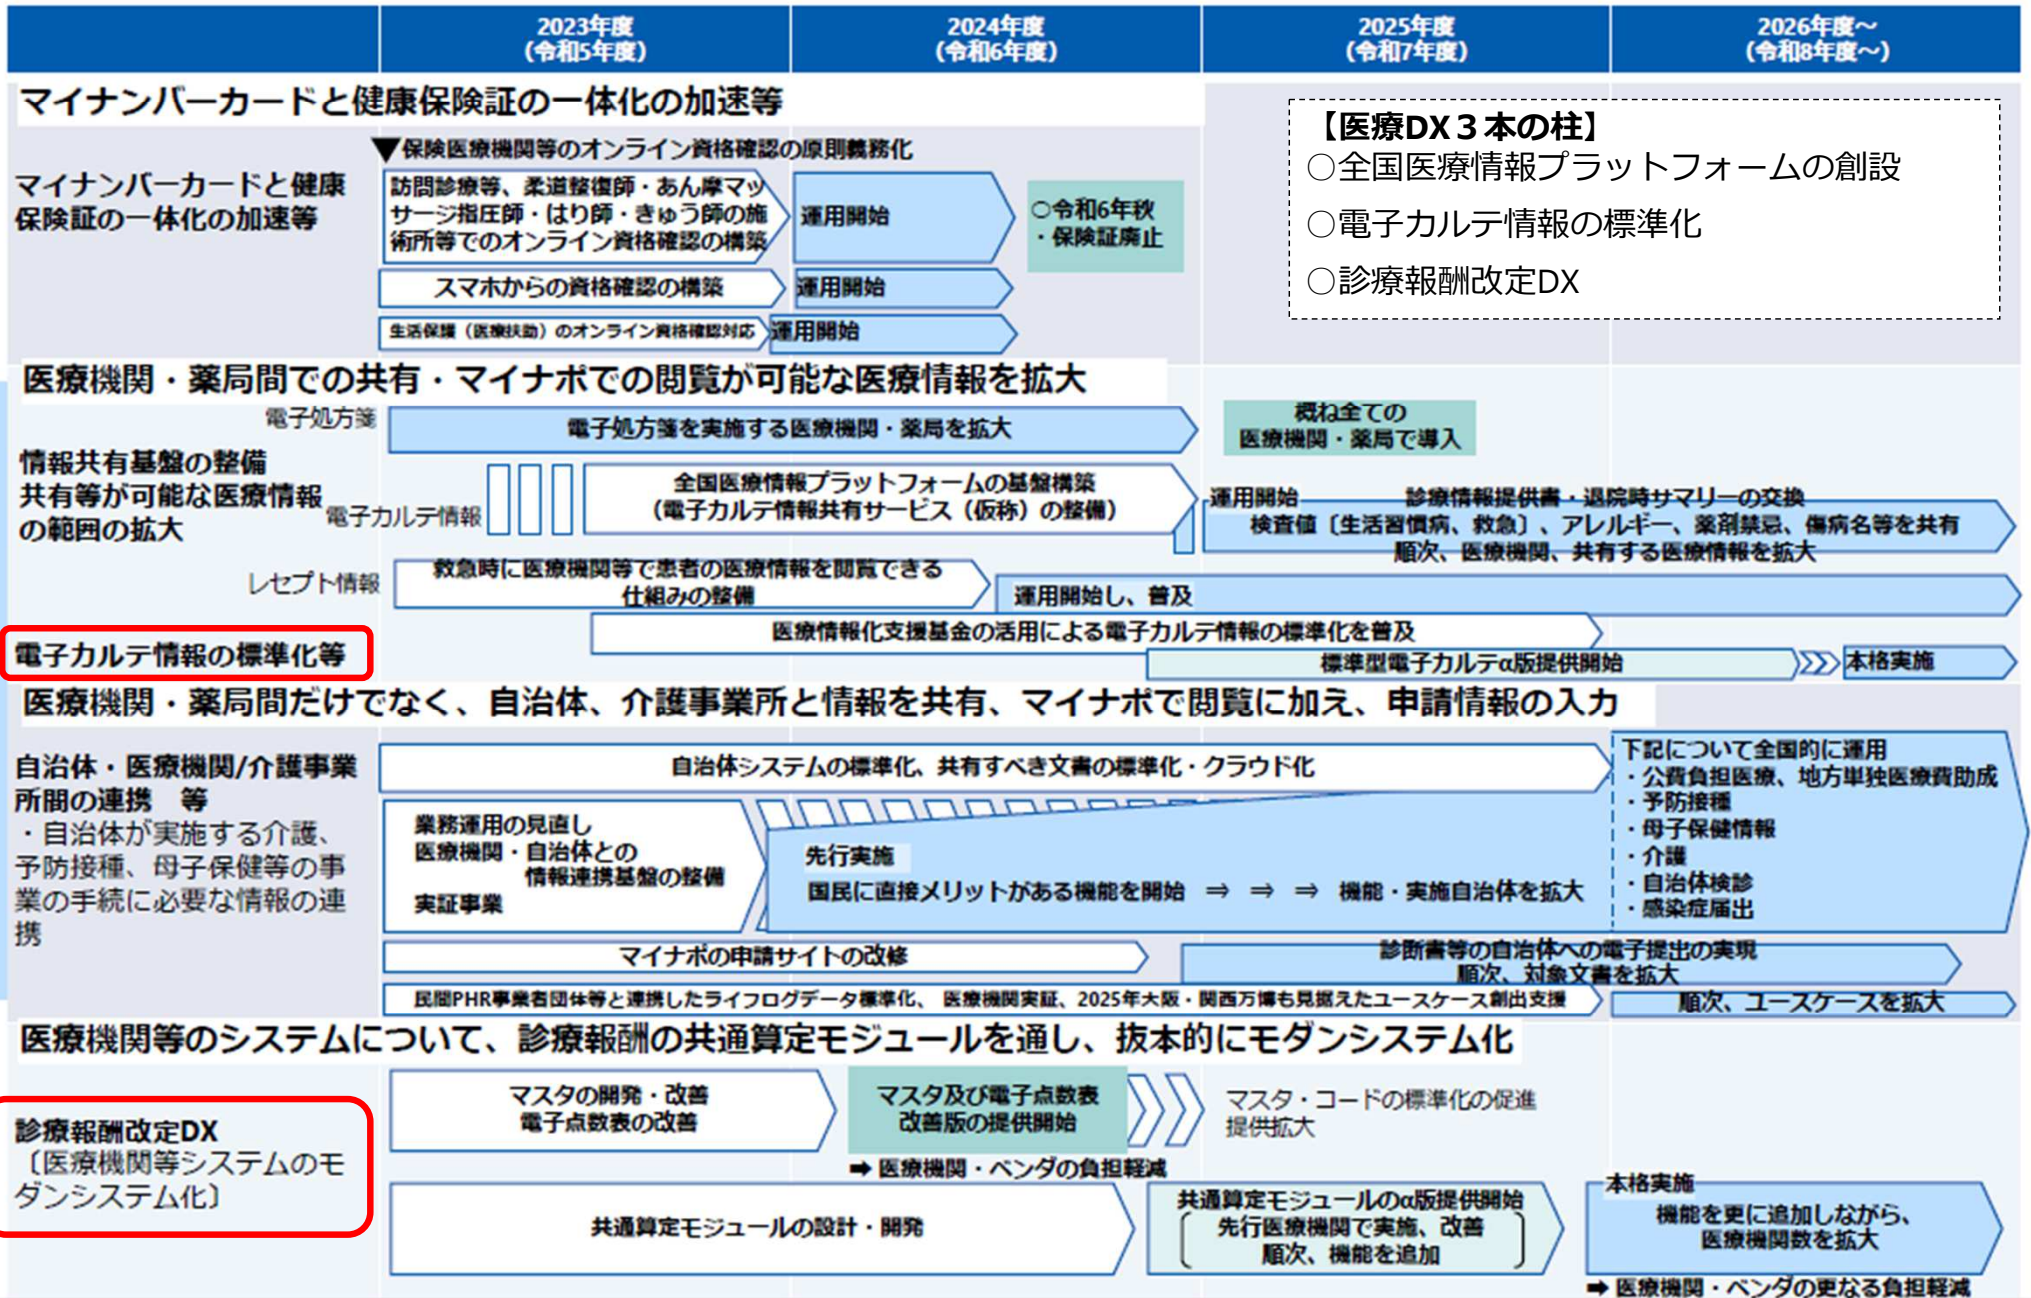 2023年度
(令和5年度)
2024年度
(令和6年度)
2025年度
(令和7年度)
2026年度～
(令和8年度～)
マイナンバーカードと健康保険証の一体化の加速等
【医療DX３本の柱】
○全国医療情報プラットフォームの創設
○電子カルテ情報の標準化
○診療報酬改定DX
▼保険医療機関等のオンライン資格確認の原則義務化
マイナンバーカードと健康
保険証の一体化の加速等
訪問診療等、柔道整復師・あん摩マッ
サージ指圧師・はり師・きゅう師の施
術所等でのオンライン資格確認の構築
運用開始
○令和6年秋
・保険証廃止
スマホからの資格確認の構築
運用開始
生活保護（医療扶助）のオンライン資格確認対応
運用開始
医療機関・薬局間での共有・マイナポでの閲覧が可能な医療情報を拡大
電子処方箋
電子処方箋を実施する医療機関・薬局を拡大
概ね全ての
医療機関・薬局で導入
情報共有基盤の整備
共有等が可能な医療情報
の範囲の拡大
電子カルテ情報
全国医療情報プラットフォームの基盤構築
（電子カルテ情報共有サービス（仮称）の整備）
運用開始
診療情報提供書・退院時サマリーの交換
検査値〔生活習慣病、救急〕、アレルギー、薬剤禁忌、傷病名等を共有
順次、医療機関、共有する医療情報を拡大
レセプト情報
救急時に医療機関等で患者の医療情報を閲覧できる
仕組みの整備
運用開始し、普及
医療情報化支援基金の活用による電子カルテ情報の標準化を普及
電子カルテ情報の標準化等
標準型電子カルテα版提供開始
本格実施
医療機関・薬局間だけでなく、自治体、介護事業所と情報を共有、マイナポで閲覧に加え、申請情報の入力
自治体・医療機関/介護事業
所間の連携　等
・自治体が実施する介護、
予防接種、母子保健等の事
業の手続に必要な情報の連
携
自治体システムの標準化、共有すべき文書の標準化・クラウド化
業務運用の見直し
医療機関・自治体との
情報連携基盤の整備
実証事業
先行実施
国民に直接メリットがある機能を開始　⇒　⇒　⇒　機能・実施自治体を拡大
下記について全国的に運用
・公費負担医療、地方単独医療費助成
・予防接種
・母子保健情報
・介護
・自治体検診
・感染症届出
マイナポの申請サイトの改修
診断書等の自治体への電子提出の実現
順次、対象文書を拡大
民間PHR事業者団体等と連携したライフログデータ標準化、 医療機関実証、2025年大阪・関西万博も見据えたユースケース創出支援
順次、ユースケースを拡大
医療機関等のシステムについて、診療報酬の共通算定モジュールを通し、抜本的にモダンシステム化
診療報酬改定DX
〔医療機関等システムのモ
ダンシステム化〕
マスタの開発・改善
電子点数表の改善
マスタ及び電子点数表
改善版の提供開始
マスタ・コードの標準化の促進
提供拡大
➡ 医療機関・ベンダの負担軽減
共通算定モジュールの設計・開発
共通算定モジュールのα版提供開始
先行医療機関で実施、改善
順次、機能を追加
本格実施
機能を更に追加しながら、
医療機関数を拡大
➡ 医療機関・ベンダの更なる負担軽減